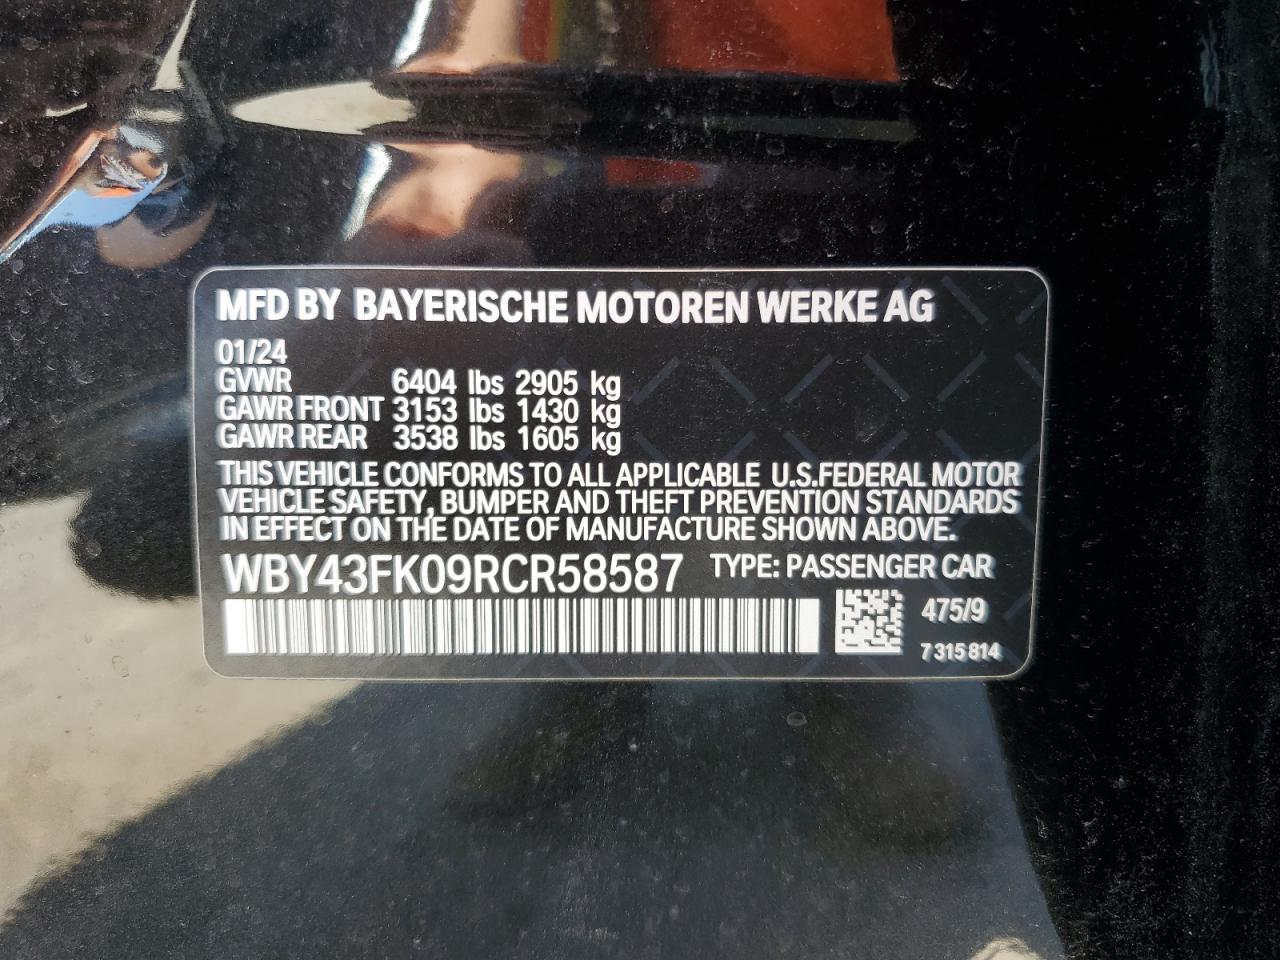 MFD BY BAYERISCHE MOTOREN WERKE AG
01/24
GVWR 6404 lbs 2905 kg
GAWR FRONT 3153 lbs 1430 kg
GAWR REAR 3538 lbs 1605 kg
THIS VEHICLE CONFORMS TO ALL APPLICABLE U.S.FEDERAL MOTOR
VEHICLE SAFETY, BUMPER AND THEFT PREVENTION STANDARDS
IN EFFECT ON THE DATE OF MANUFACTURE SHOWN ABOVE.
WBY43FK09RCR58587 TYPE: PASSENGER CAR
475/9
7 315 814